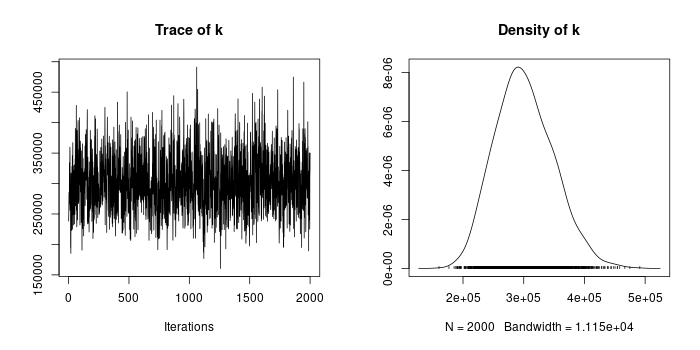 Trace of k
450000
350000
250000
150000
0
500
1000
1500
2000
Iterations
Density of k
8e-06
6e-06
4e-06
2e-06
0e+00
2e+05
3e+05
4e+05
5e+05
N = 2000 Bandwidth = 1.115e+04